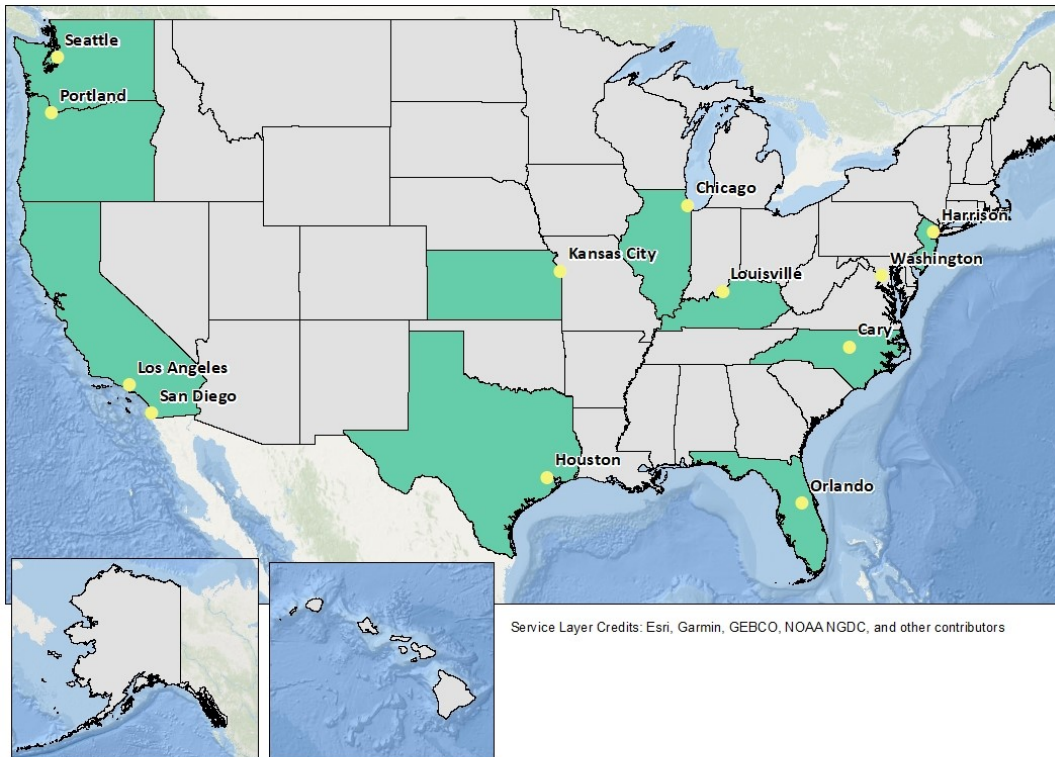 Seattle
Portland
Chicago
Harrison
Kansas City
Washington
Louisville
Cary
Los Angeles
San Diego
Houston
Orlando
Service Layer Credits: Esri, Garmin, GEBCO, NOAA NGDC, and other contributors